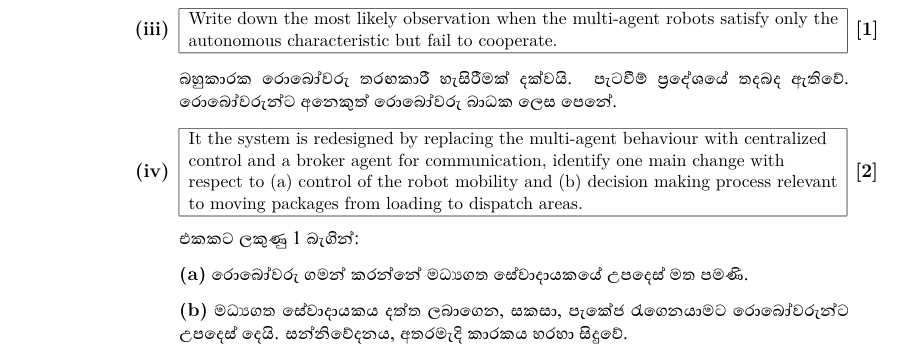 (iii) Write down the most likely observation when the multi-agent robots satisfy only the [1]
autonomous characteristic but fail to cooperate.
බහුකාරක රොබෝවරු තරඟකාරී හැසිරීමක් දක්වයි. පැටවීම් ප්‍රදේශයේ තදබද ඇතිවේ.
රොබෝවරුන්ට අනෙකුත් රොබෝවරු බාධක ලෙස පෙනේ.
It the system is redesigned by replacing the multi-agent behaviour with centralized
control and a broker agent for communication, identify one main change with
(iv) respect to (a) control of the robot mobility and (b) decision making process relevant [2]
to moving packages from loading to dispatch areas.
එකකට ලකුණු 1 බැගින්:
(a) රොබෝවරු ගමන් කරන්නේ මධ්‍යගත සේවාදායකයේ උපදෙස් මත පමණි.
(b) මධ්‍යගත සේවාදායකය දත්ත ලබාගෙන, සකසා, පැකේජ රැගෙනයාමට රොබෝවරුන්ට
උපදෙස් දෙයි. සන්නිවේදනය, අතරමැදි කාරකය හරහා සිදුවේ.